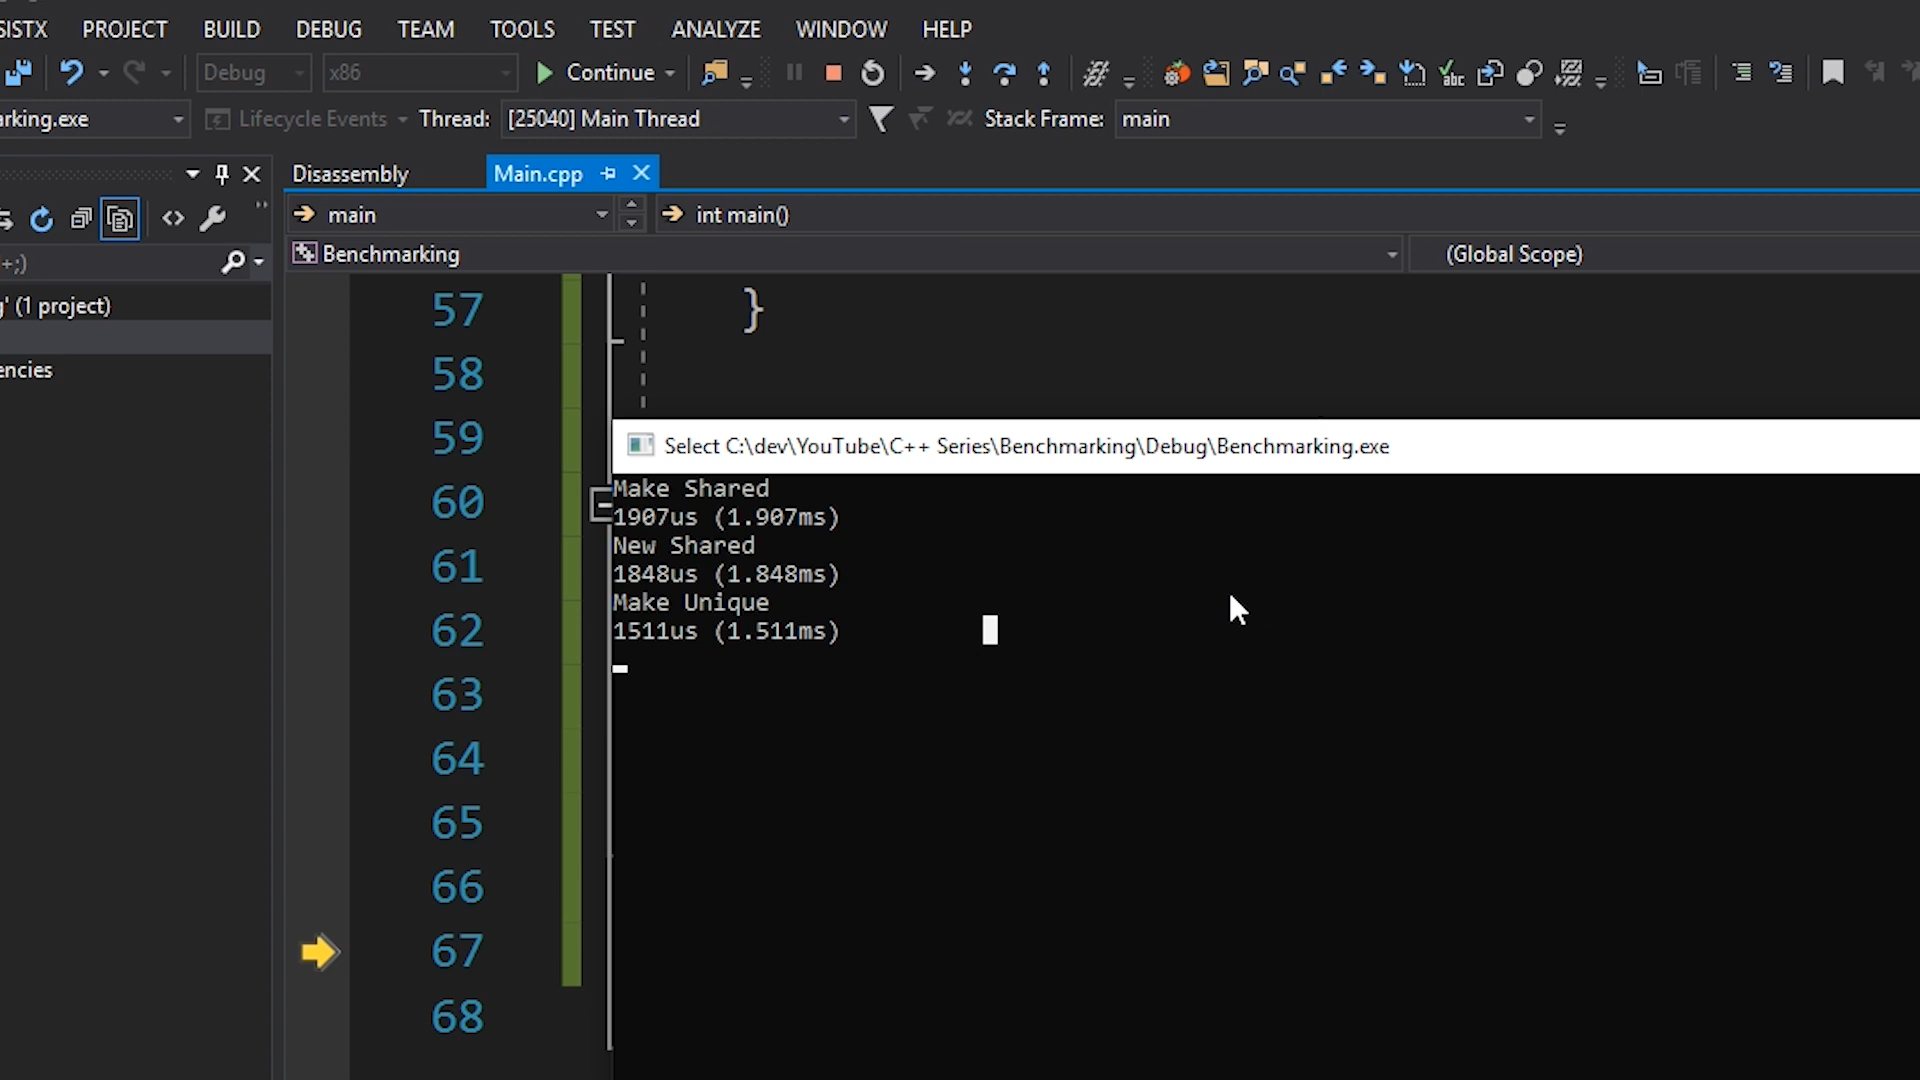 SISTX PROJECT BUILD DEBUG TEAM TOOLS TEST ANALYZE WINDOW HELP
Debug x86 Continue
rking.exe Lifecycle Events Thread: [25040] Main Thread Stack Frame: main
Disassembly Main.cpp
main int main()
+;)
Benchmarking (Global Scope)
g' (1 project)
encies
57 }
58
59
60
61
62
63
64
65
66
67
68
Select C:\dev\YouTube\C++ Series\Benchmarking\Debug\Benchmarking.exe
Make Shared
1907us (1.907ms)
New Shared
1848us (1.848ms)
Make Unique
1511us (1.511ms)